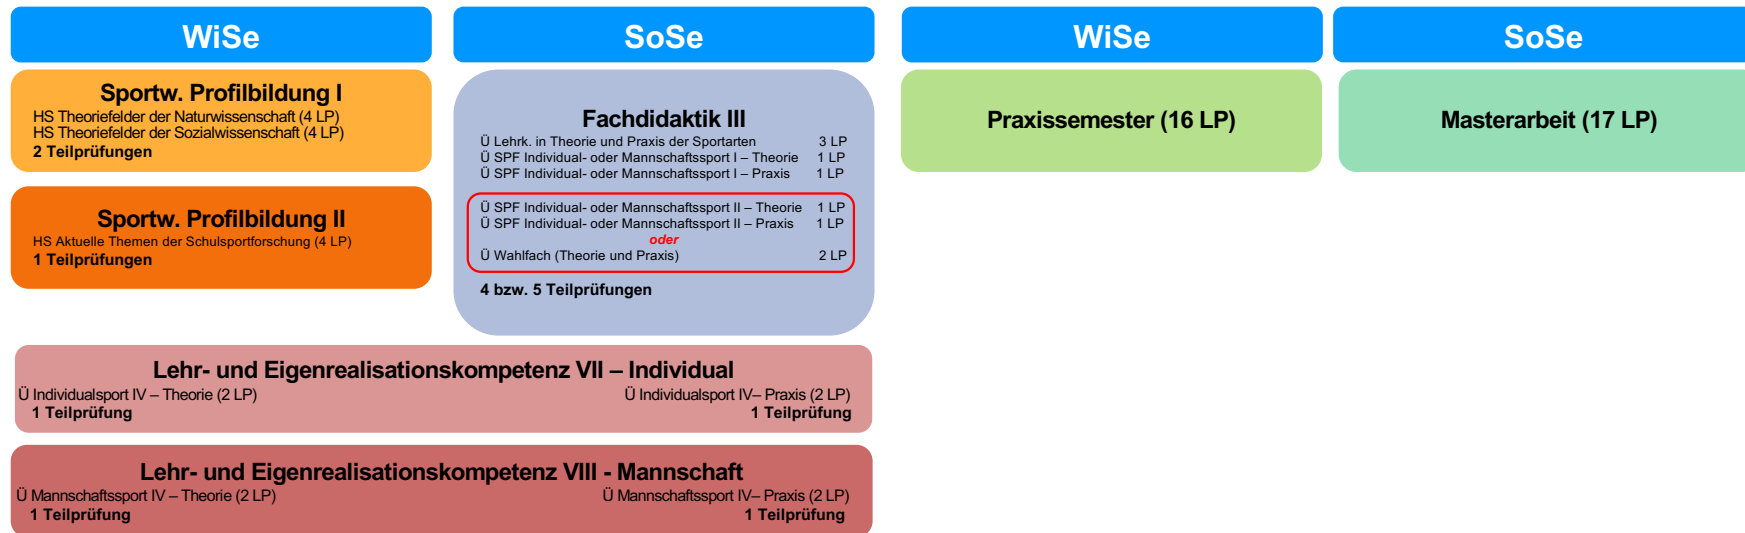 WiSe
SoSe
WiSe
SoSe
Sportw. Profilbildung I
HS Theoriefelder der Naturwissenschaft (4 LP)
HS Theoriefelder der Sozialwissenschaft (4 LP)
2 Teilprüfungen
Sportw. Profilbildung II
HS Aktuelle Themen der Schulsportforschung (4 LP)
1 Teilprüfungen
Fachdidaktik III
Ü Lehrk. in Theorie und Praxis der Sportarten 3 LP
Ü SPF Individual- oder Mannschaftssport I – Theorie 1 LP
Ü SPF Individual- oder Mannschaftssport I – Praxis 1 LP
Ü SPF Individual- oder Mannschaftssport II – Theorie 1 LP
Ü SPF Individual- oder Mannschaftssport II – Praxis 1 LP
oder
Ü Wahlfach (Theorie und Praxis) 2 LP
4 bzw. 5 Teilprüfungen
Praxissemester (16 LP)
Masterarbeit (17 LP)
Lehr- und Eigenrealisationskompetenz VII – Individual
Ü Individualsport IV – Theorie (2 LP) Ü Individualsport IV– Praxis (2 LP)
1 Teilprüfung 1 Teilprüfung
Lehr- und Eigenrealisationskompetenz VIII - Mannschaft
Ü Mannschaftssport IV – Theorie (2 LP) Ü Mannschaftssport IV– Praxis (2 LP)
1 Teilprüfung 1 Teilprüfung